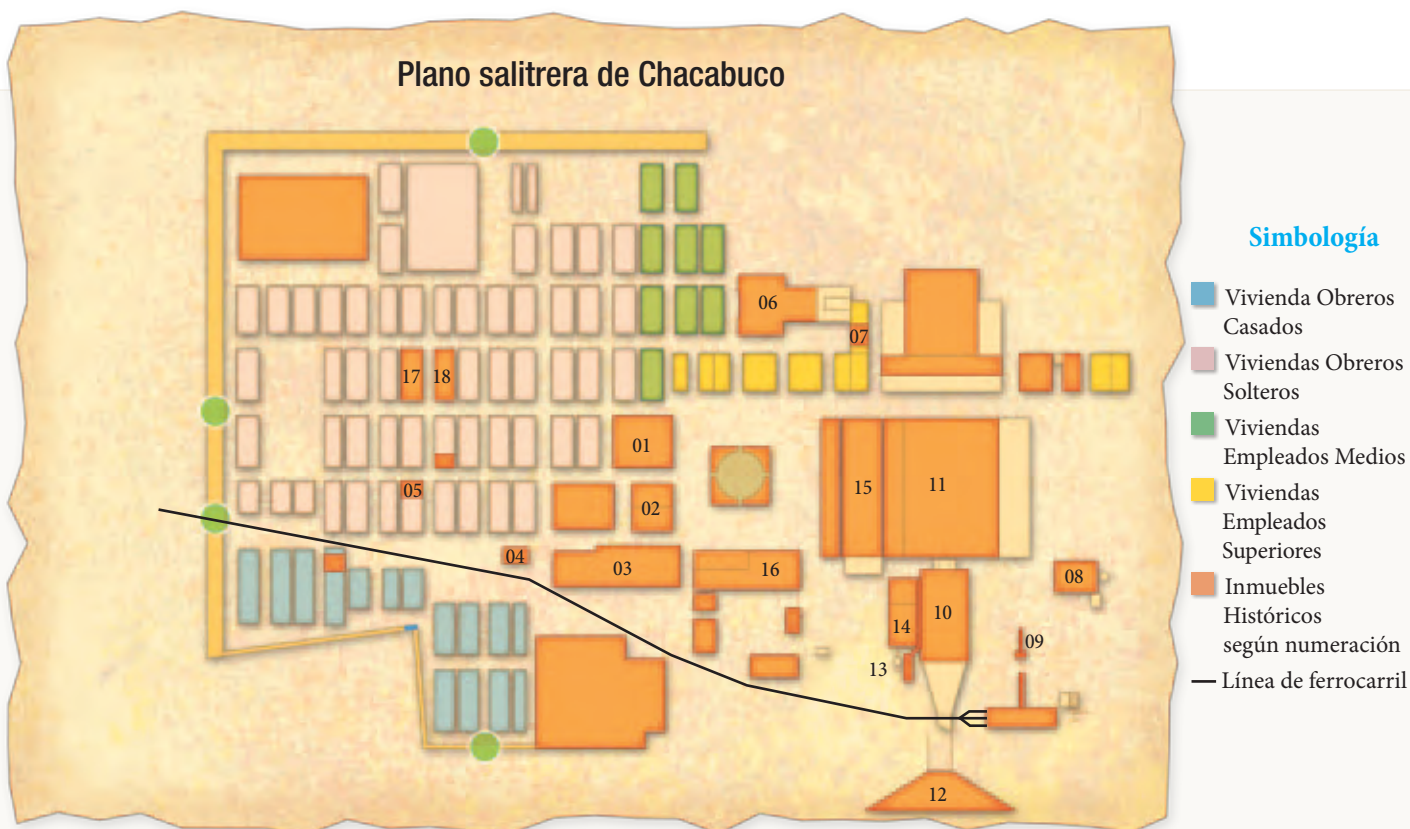 Plano salitrera de Chacabuco
06
07
17
18
01
05
02
15
11
04
03
16
08
14
10
09
13
12
Simbología
Vivienda Obreros
Casados
Viviendas Obreros
Solteros
Viviendas
Empleados Medios
Viviendas
Empleados
Superiores
Inmuebles
Históricos
según numeración
Línea de ferrocarril